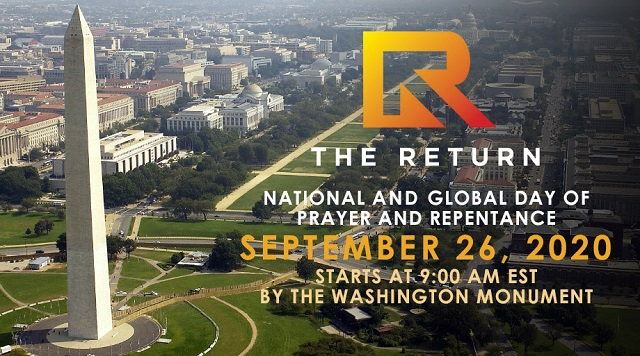 THE RETURN
NATIONAL AND GLOBAL DAY OF
PRAYER AND REPENTANCE
SEPTEMBER 26, 2020
STARTS AT 9:00 AM EST
BY THE WASHINGTON MONUMENT